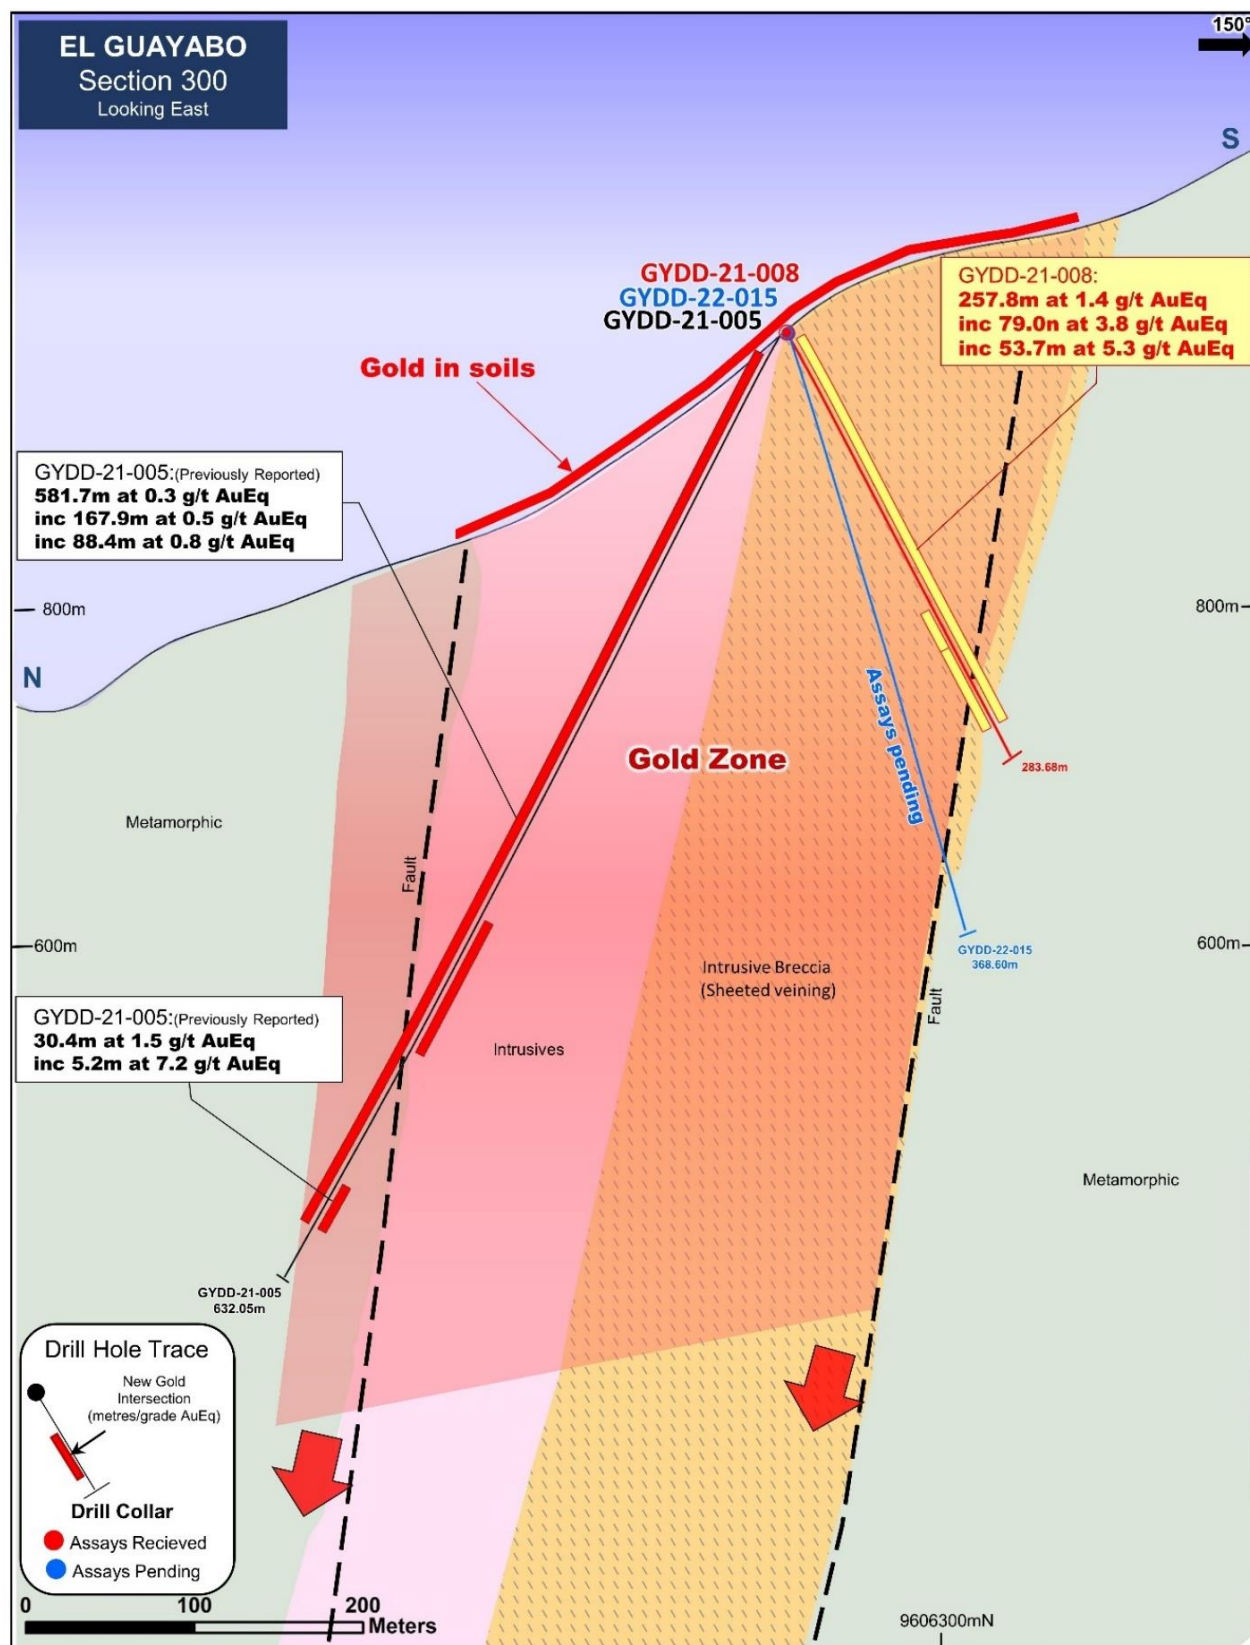 EL GUAYABO
Section 300
Looking East
150°
S
GYDD-21-008
GYDD-22-015
GYDD-21-005
GYDD-21-008:
257.8m at 1.4 g/t AuEq
inc 79.0n at 3.8 g/t AuEq
inc 53.7m at 5.3 g/t AuEq
Gold in soils
GYDD-21-005:(Previously Reported)
581.7m at 0.3 g/t AuEq
inc 167.9m at 0.5 g/t AuEq
inc 88.4m at 0.8 g/t AuEq
800m
800m
N
Assays pending
Gold Zone
283.68m
Metamorphic
Fault
600m
600m
GYDD-22-015
368.60m
Intrusive Breccia
(Sheeted veining)
Fault
GYDD-21-005:(Previously Reported)
30.4m at 1.5 g/t AuEq
inc 5.2m at 7.2 g/t AuEq
Intrusives
Metamorphic
GYDD-21-005
632.05m
Drill Hole Trace
New Gold
Intersection
(metres/grade AuEq)
Drill Collar
Assays Recieved
Assays Pending
0 100 200
Meters
9606300mN